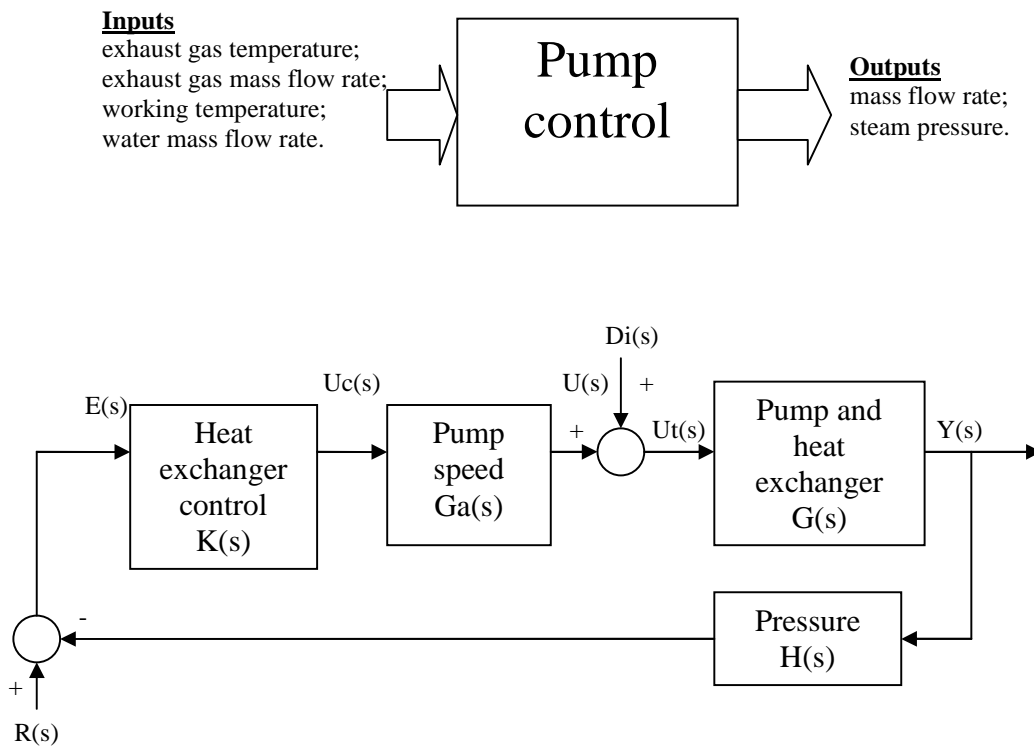 Inputs
exhaust gas temperature;
exhaust gas mass flow rate;
working temperature;
water mass flow rate.
Pump
control
Outputs
mass flow rate;
steam pressure.
Di(s)
E(s)
Uc(s)
U(s)
+
Heat
exchanger
control
K(s)
Pump
speed
Ga(s)
+
Ut(s)
Pump and
heat
exchanger
G(s)
Y(s)
-
Pressure
H(s)
+
R(s)